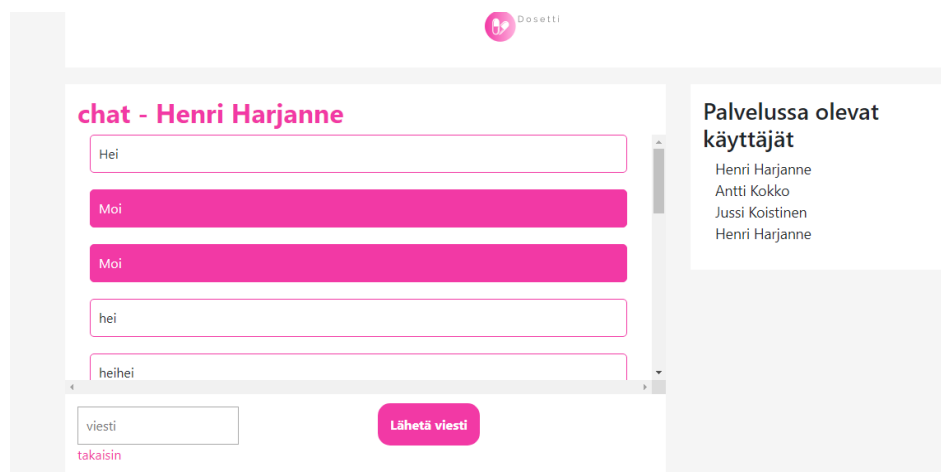 Dosetti
chat - Henri Harjanne
Hei
Moi
Moi
hei
heihei
viesti
Lähetä viesti
takaisin
Palvelussa olevat
käyttäjät
Henri Harjanne
Antti Kokko
Jussi Koistinen
Henri Harjanne